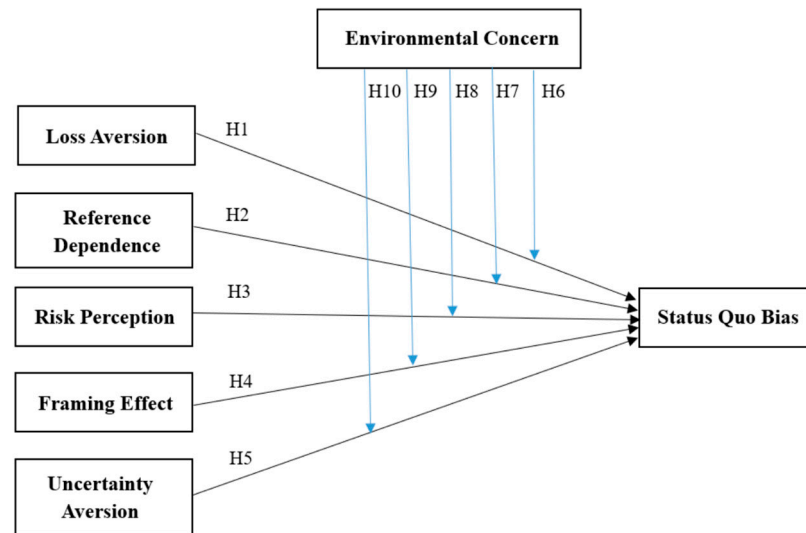 Environmental Concern
H10 H9 H8 H7 H6
Loss Aversion
H1
Reference
Dependence
H2
Risk Perception
H3
Status Quo Bias
Framing Effect
H4
Uncertainty
Aversion
H5